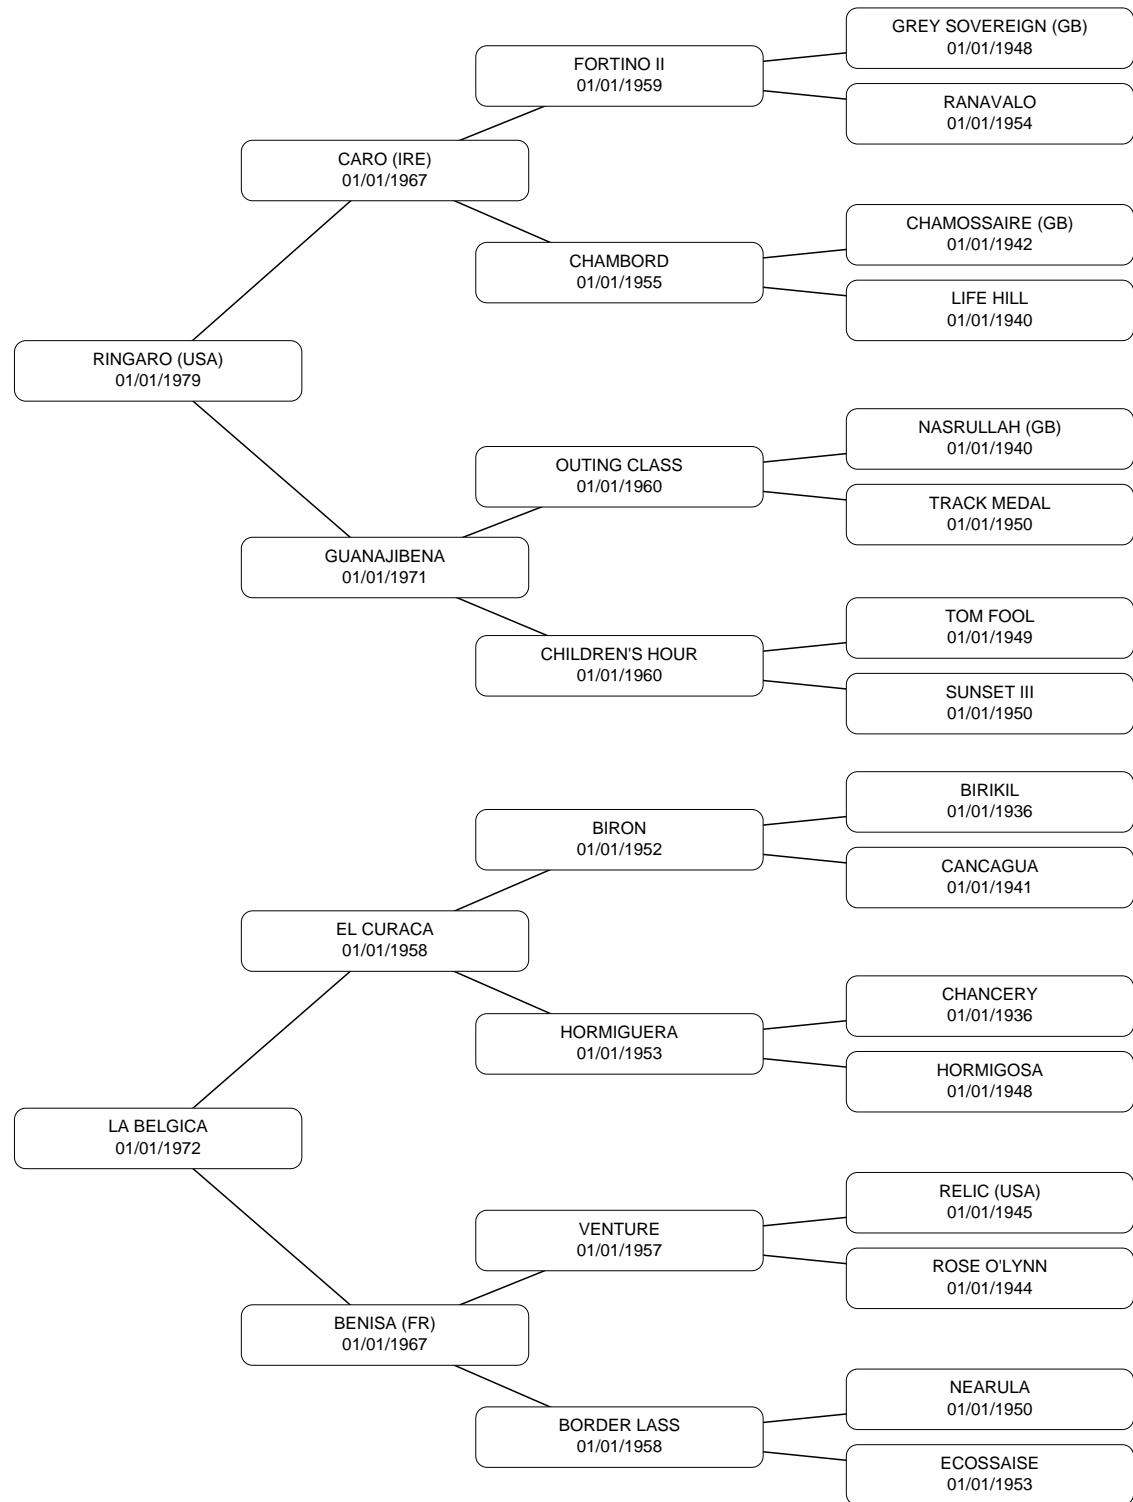 GREY SOVEREIGN (GB)
01/01/1948
FORTINO II
01/01/1959
RANAVALO
01/01/1954
CARO (IRE)
01/01/1967
CHAMOSSAIRE (GB)
01/01/1942
CHAMBORD
01/01/1955
LIFE HILL
01/01/1940
RINGARO (USA)
01/01/1979
NASRULLAH (GB)
01/01/1940
OUTING CLASS
01/01/1960
TRACK MEDAL
01/01/1950
GUANAJIBENA
01/01/1971
TOM FOOL
01/01/1949
CHILDREN'S HOUR
01/01/1960
SUNSET III
01/01/1950
BIRIKIL
01/01/1936
BIRON
01/01/1952
CANCAGUA
01/01/1941
EL CURACA
01/01/1958
CHANCERY
01/01/1936
HORMIGUERA
01/01/1953
HORMIGOSA
01/01/1948
LA BELGICA
01/01/1972
RELIC (USA)
01/01/1945
VENTURE
01/01/1957
ROSE O'LYNN
01/01/1944
BENISA (FR)
01/01/1967
NEARULA
01/01/1950
BORDER LASS
01/01/1958
ECOSSAISE
01/01/1953